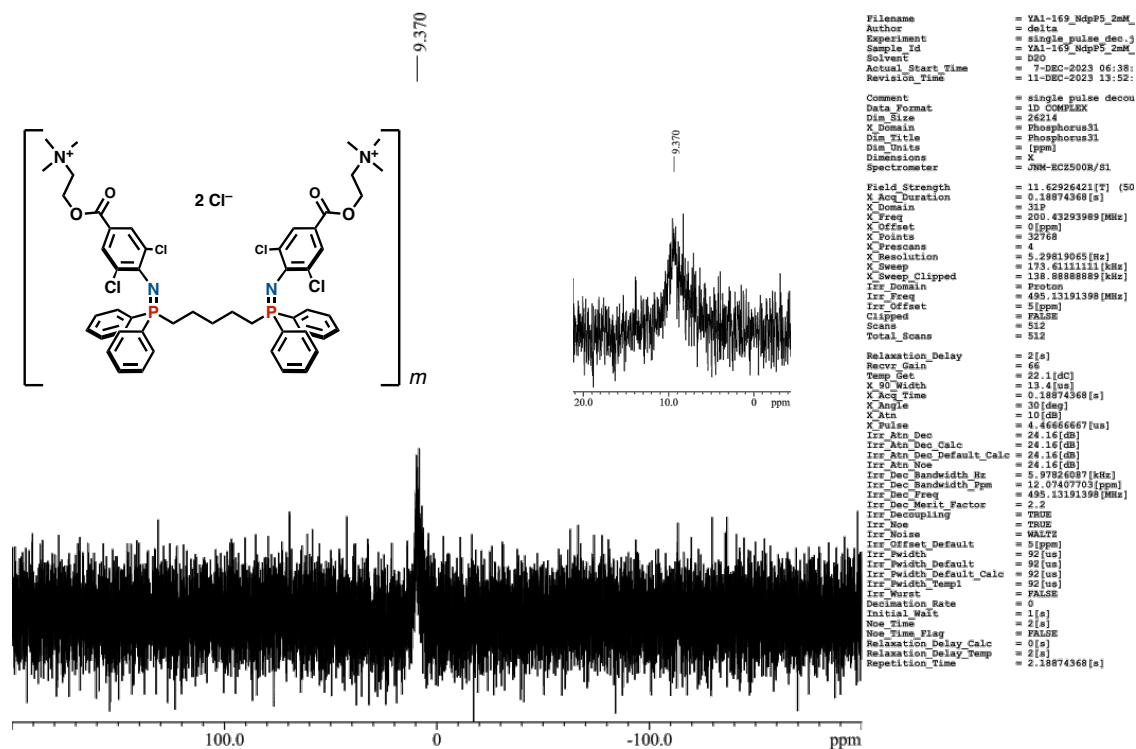 9.370
N+
N+
2 Cl–
O
O
O
O
Cl
Cl
Cl
Cl
N
N
P
P
m
9.370
20.0 10.0 0 ppm
100.0 0 -100.0 ppm
Filename = YA1-169_NdpP5_2mM_
Author = delta
Experiment = single_pulse_dec.j
Sample_Id = YA1-169_NdpP5_2mM_
Solvent = D2O
Actual_Start_Time = 7-DEC-2023 06:38:
Revision_Time = 11-DEC-2023 13:52:
Comment = single pulse decou
Data_Format = 1D COMPLEX
Dim_Size = 26214
X_Domain = Phosphorus31
Dim_Title = Phosphorus31
Dim_Units = [ppm]
Dimensions = X
Spectrometer = JNM-ECZ500R/S1
Field_Strength = 11.62926421[T] (50
X_Acq_Duration = 0.18874368[s]
X_Domain = 31P
X_Freq = 200.43293989[MHz]
X_Offset = 0[ppm]
X_Points = 32768
X_Prescans = 4
X_Resolution = 5.29819065[Hz]
X_Sweep = 173.61111111[kHz]
X_Sweep_Clipped = 138.88888889[kHz]
Irr_Domain = Proton
Irr_Freq = 495.13191398[MHz]
Irr_Offset = 5[ppm]
Clipped = FALSE
Scans = 512
Total_Scans = 512
Relaxation_Delay = 2[s]
Recvr_Gain = 66
Temp_Get = 22.1[dC]
X_90_Width = 13.4[us]
X_Acq_Time = 0.18874368[s]
X_Angle = 30[deg]
X_Atn = 10[dB]
X_Pulse = 4.46666667[us]
Irr_Atn_Dec = 24.16[dB]
Irr_Atn_Dec_Calc = 24.16[dB]
Irr_Atn_Dec_Default_Calc = 24.16[dB]
Irr_Atn_Noe = 24.16[dB]
Irr_Dec_Bandwidth_Hz = 5.97826087[kHz]
Irr_Dec_Bandwidth_Ppm = 12.07407703[ppm]
Irr_Dec_Freq = 495.13191398[MHz]
Irr_Dec_Merit_Factor = 2.2
Irr_Decoupling = TRUE
Irr_Noe = TRUE
Irr_Noise = WALTZ
Irr_Offset_Default = 5[ppm]
Irr_Pwidth = 92[us]
Irr_Pwidth_Default = 92[us]
Irr_Pwidth_Default_Calc = 92[us]
Irr_Pwidth_Temp1 = 92[us]
Irr_Wurst = FALSE
Decimation_Rate = 0
Initial_Wait = 1[s]
Noe_Time = 2[s]
Noe_Time_Flag = FALSE
Relaxation_Delay_Calc = 0[s]
Relaxation_Delay_Temp = 2[s]
Repetition_Time = 2.18874368[s]